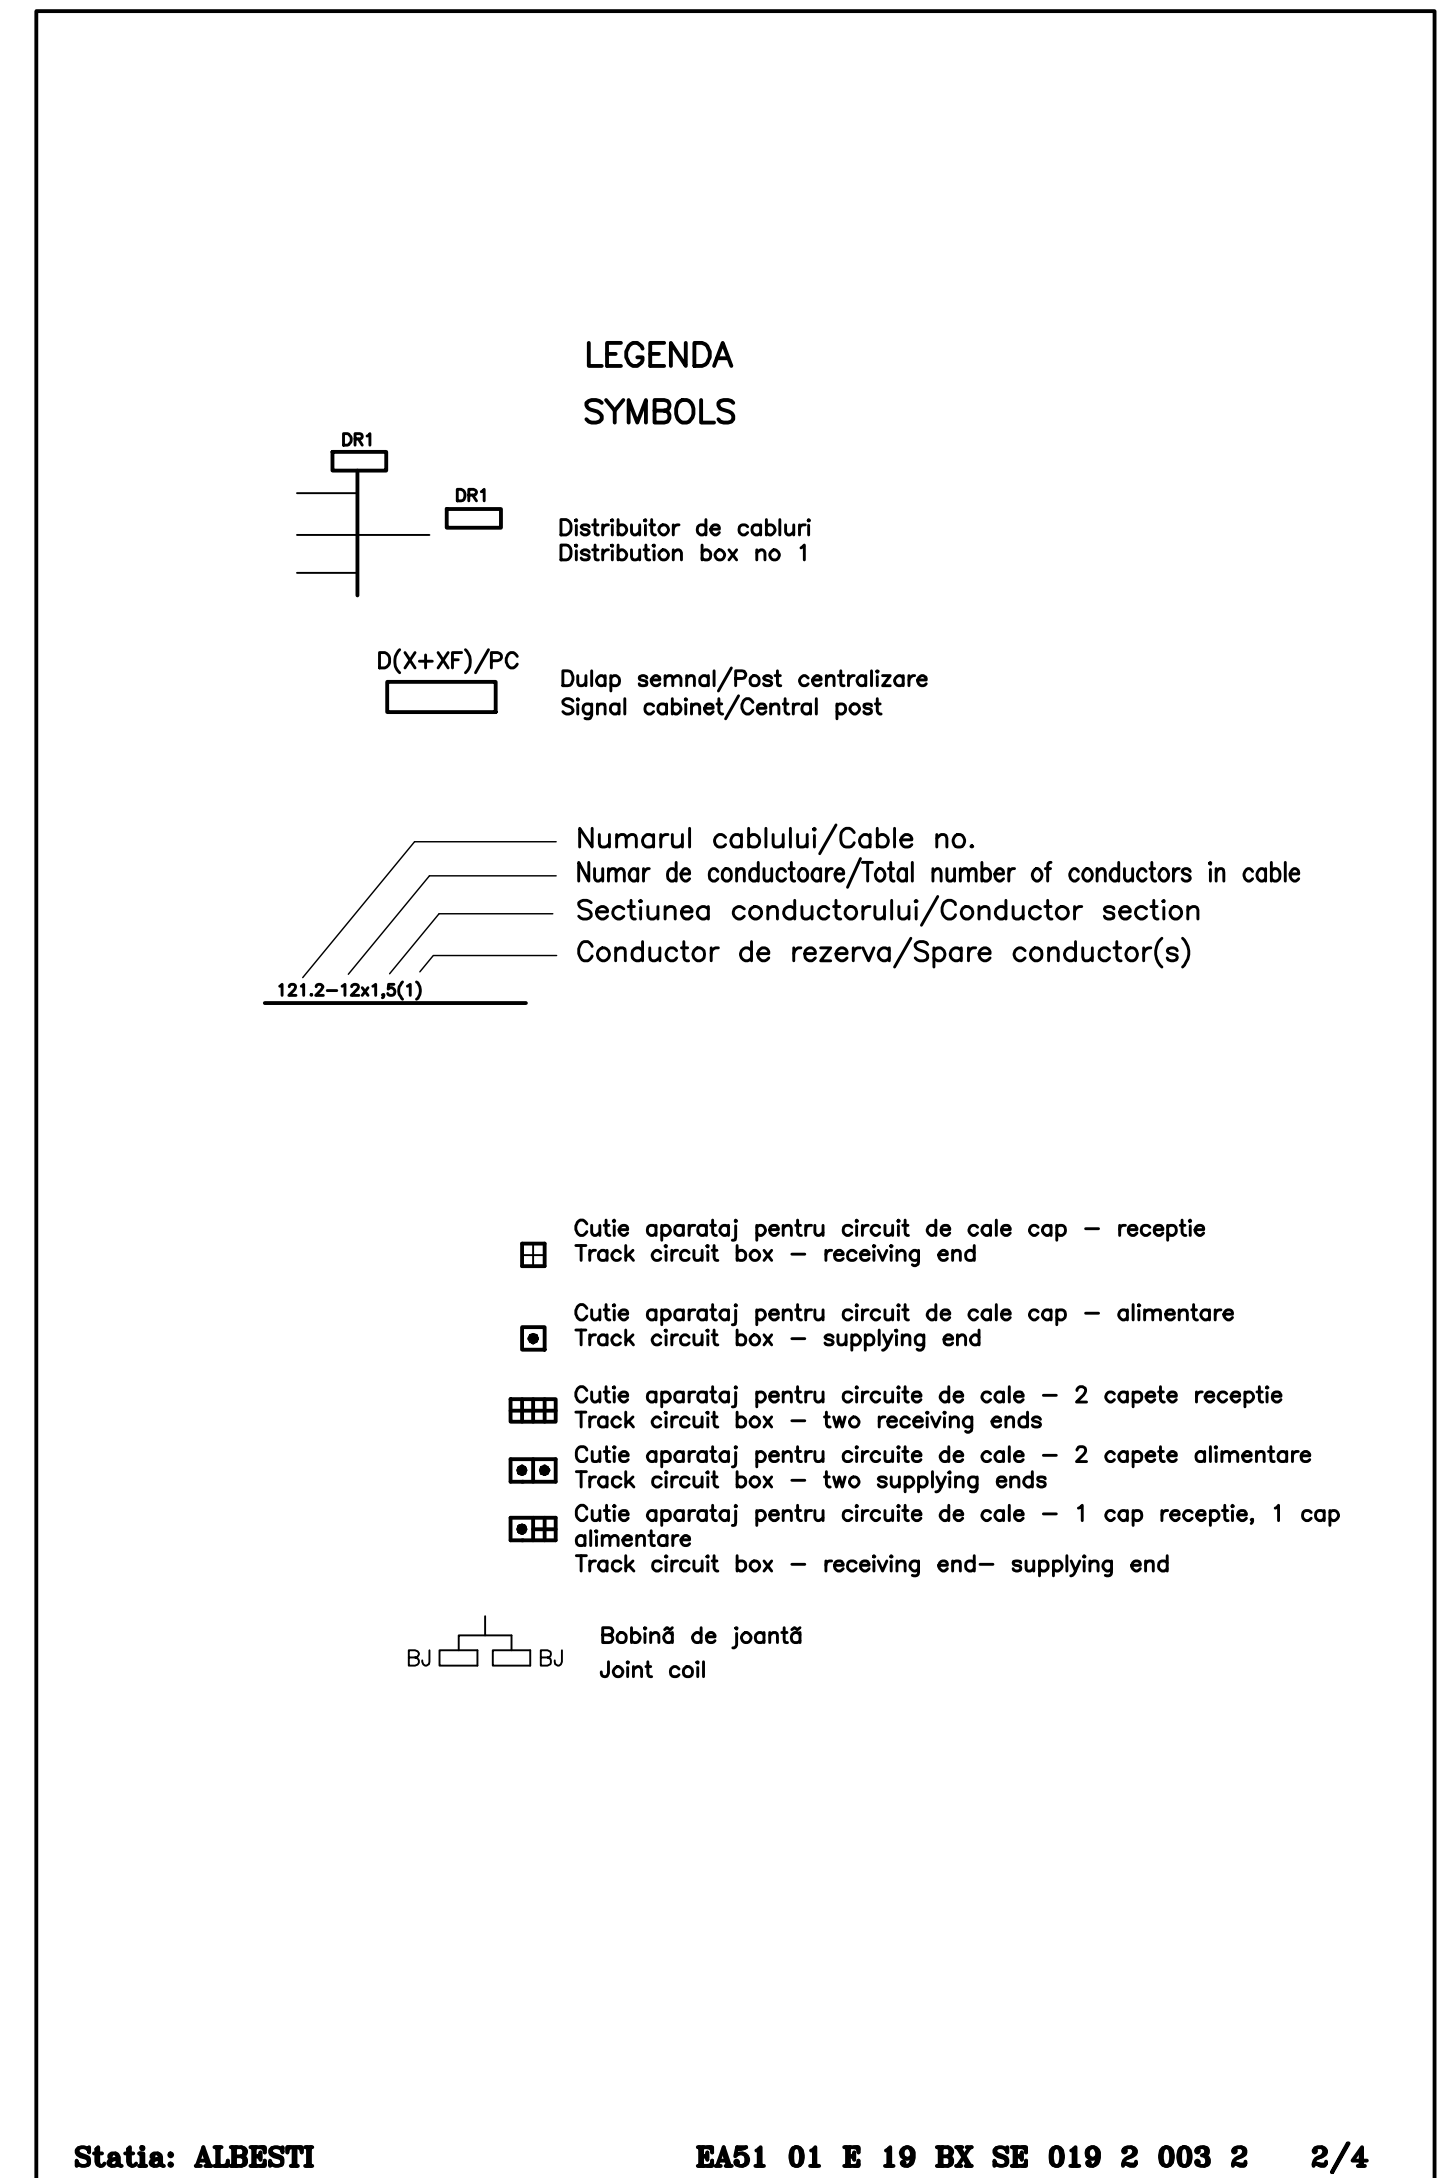 LEGENDA
SYMBOLS
DR1
DR1
Distribuitor de cabluri
Distribution box no 1
D(X+XF)/PC
Dulap semnal/Post centralizare
Signal cabinet/Central post
Numarul cablului/Cable no.
Numar de conductoare/Total number of conductors in cable
Sectiunea conductorului/Conductor section
Conductor de rezerva/Spare conductor(s)
121.2-12x1,5(1)
Cutie aparataj pentru circuit de cale cap - receptie
Track circuit box - receiving end
Cutie aparataj pentru circuit de cale cap - alimentare
Track circuit box - supplying end
Cutie aparataj pentru circuite de cale - 2 capete receptie
Track circuit box - two receiving ends
Cutie aparataj pentru circuite de cale - 2 capete alimentare
Track circuit box - two supplying ends
Cutie aparataj pentru circuite de cale - 1 cap receptie, 1 cap
alimentare
Track circuit box - receiving end- supplying end
BJ BJ
Bobinã de joantã
Joint coil
Statia: ALBESTI EA51 01 E 19 BX SE 019 2 003 2 2/4